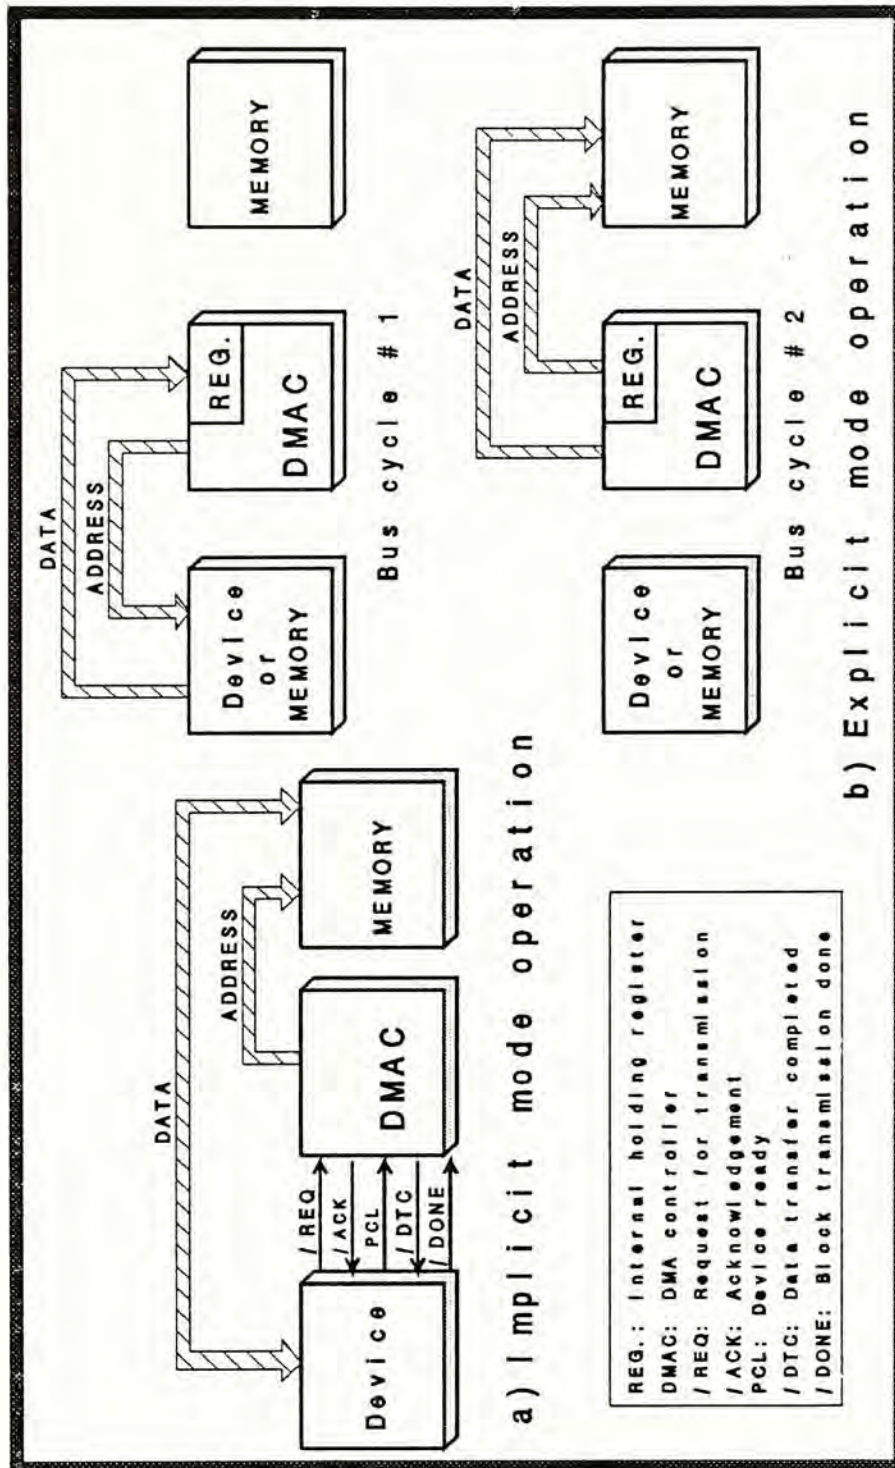 DATA
ADDRESS
/REQ
/ACK
PCL
/DTC
/DONE
Device
DMAC
MEMORY
a) Implicit mode operation
REG.: Internal holding register
DMAC: DMA controller
/REQ: Request for transmission
/ACK: Acknowledgement
PCL: Device ready
/DTC: Data transfer completed
/DONE: Block transmission done
DATA
ADDRESS
Device
or
MEMORY
REG.
DMAC
MEMORY
Bus cycle # 1
DATA
ADDRESS
Device
or
MEMORY
REG.
DMAC
MEMORY
Bus cycle # 2
b) Explicit mode operation